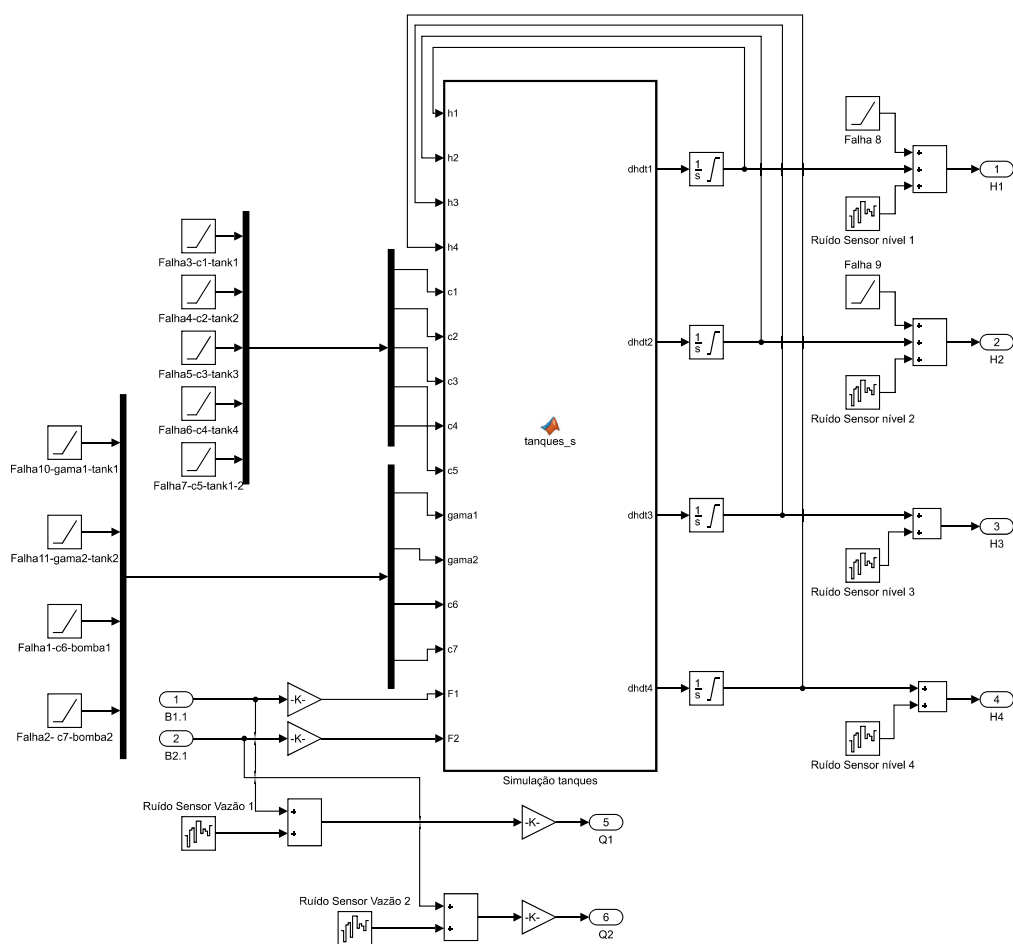 h1
h2
h3
h4
c1
c2
c3
c4
c5
gama1
gama2
c6
c7
F1
F2
dhdt1
dhdt2
dhdt3
dhdt4
tanques_s
Simulação tanques
Falha3-c1-tank1
Falha4-c2-tank2
Falha5-c3-tank3
Falha6-c4-tank4
Falha7-c5-tank1-2
Falha10-gama1-tank1
Falha11-gama2-tank2
Falha1-c6-bomba1
Falha2- c7-bomba2
1
B1.1
2
B2.1
-K-
-K-
1
s
1
s
1
s
1
s
Falha 8
+
+
+
Ruído Sensor nível 1
1
H1
Falha 9
+
+
+
Ruído Sensor nível 2
2
H2
+
+
Ruído Sensor nível 3
3
H3
+
+
Ruído Sensor nível 4
4
H4
Ruído Sensor Vazão 1
+
+
-K-
5
Q1
Ruído Sensor Vazão 2
+
+
-K-
6
Q2